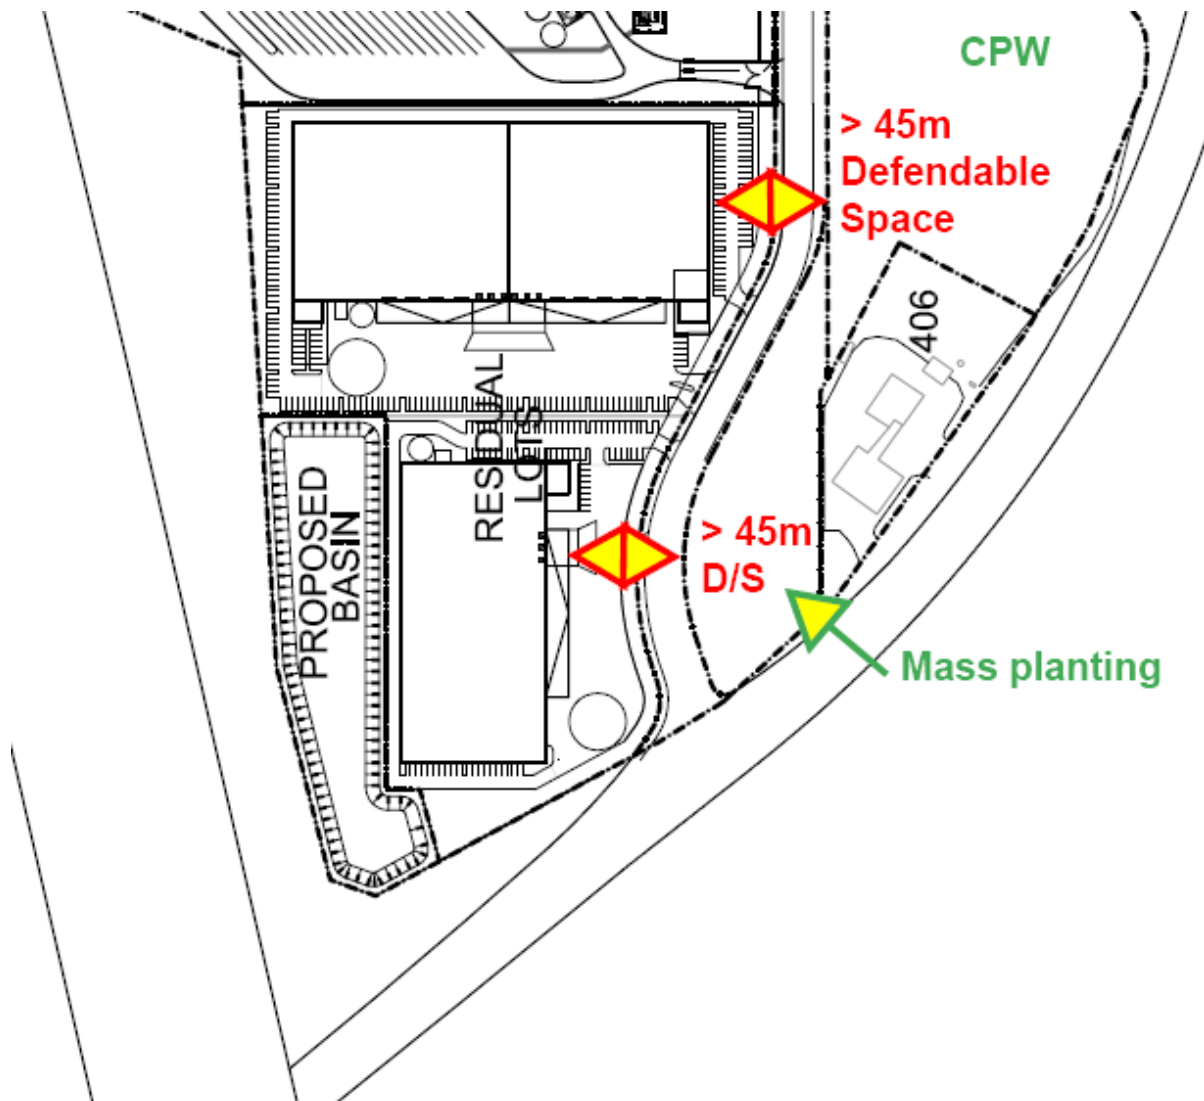 CPW
> 45m
Defendable
Space
406
RESIDUAL
LOTS
PROPOSED
BASIN
> 45m
D/S
Mass planting